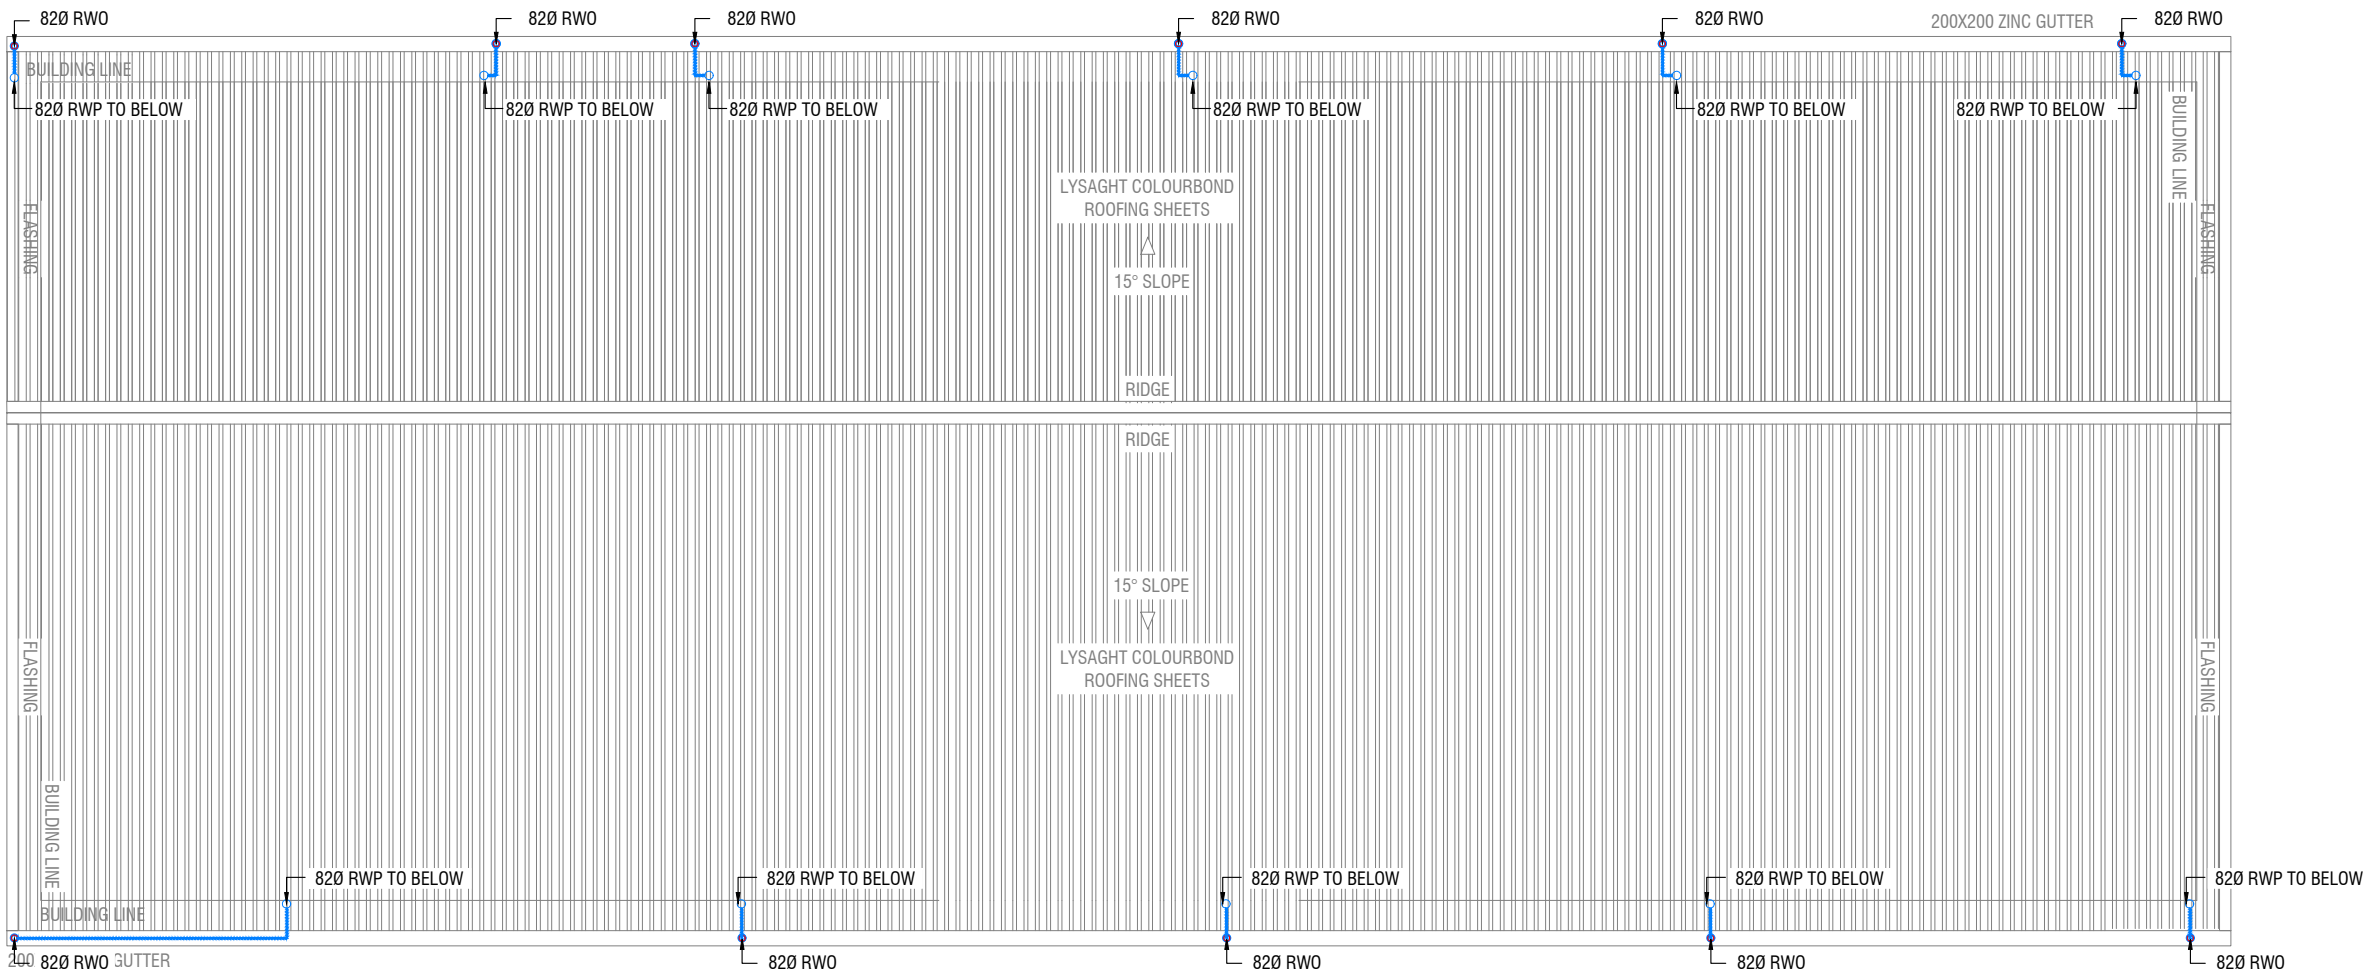 82Ø RWO
82Ø RWO
82Ø RWO
82Ø RWO
82Ø RWO
200X200 ZINC GUTTER
82Ø RWO
BUILDING LINE
82Ø RWP TO BELOW
82Ø RWP TO BELOW
82Ø RWP TO BELOW
82Ø RWP TO BELOW
82Ø RWP TO BELOW
82Ø RWP TO BELOW
BUILDING LINE
FLASHING
LYSAGHT COLOURBOND
ROOFING SHEETS
FLASHING
15° SLOPE
RIDGE
RIDGE
15° SLOPE
FLASHING
LYSAGHT COLOURBOND
ROOFING SHEETS
FLASHING
BUILDING LINE
82Ø RWP TO BELOW
82Ø RWP TO BELOW
82Ø RWP TO BELOW
82Ø RWP TO BELOW
82Ø RWP TO BELOW
BUILDING LINE
200 GUTTER
82Ø RWO
82Ø RWO
82Ø RWO
82Ø RWO
82Ø RWO